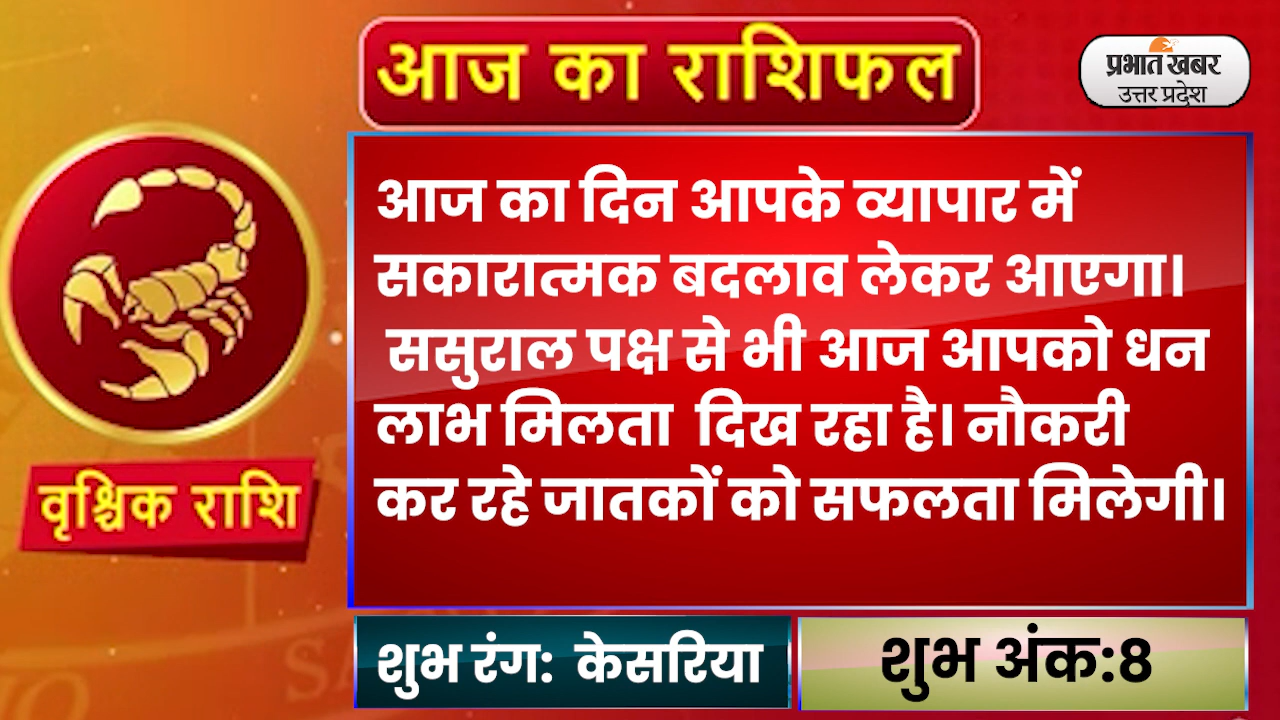 आज का राशिफल
प्रभात खबर
उत्तर प्रदेश
आज का दिन आपके व्यापार में
सकारात्मक बदलाव लेकर आएगा।
ससुराल पक्ष से भी आज आपको धन
लाभ मिलता दिख रहा है। नौकरी
कर रहे जातकों को सफलता मिलेगी।
वृश्चिक राशि
शुभ रंग: केसरिया
शुभ अंक:8